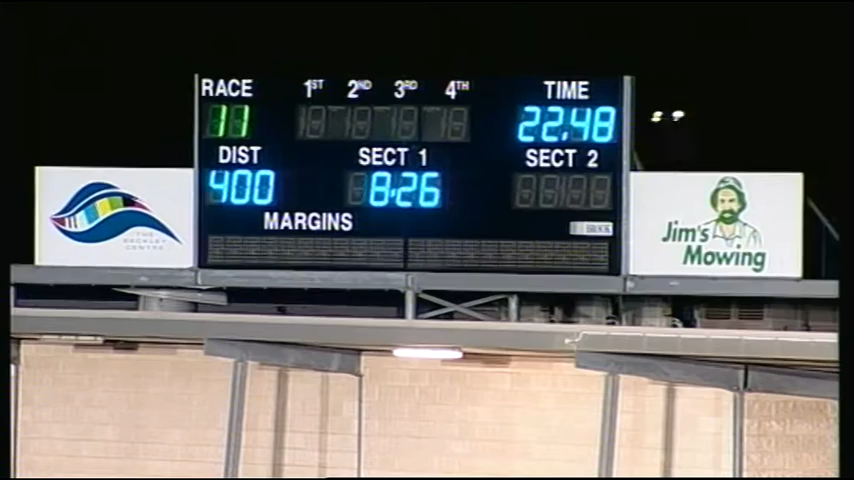 RACE 1ST 2ND 3RD 4TH TIME
11 22.48
DIST SECT 1 SECT 2
400 8.26
MARGINS
THE
BECKLEY
CENTRE
Jim's
Mowing